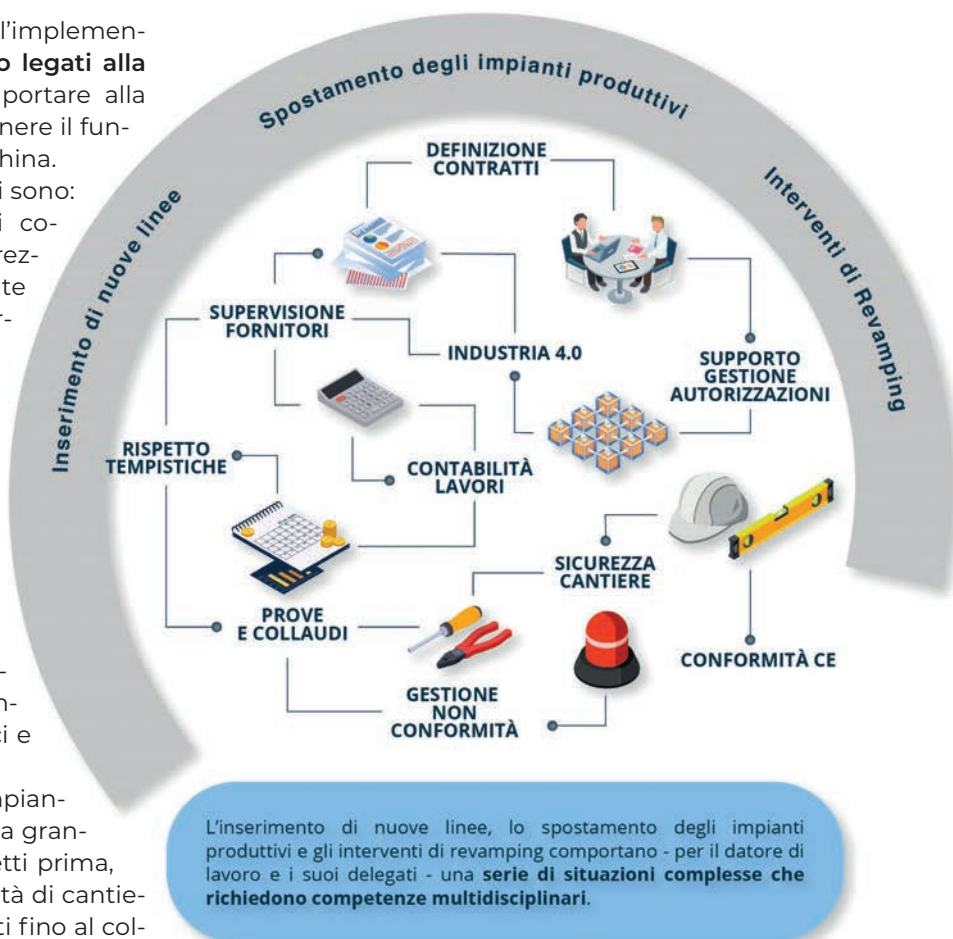 l'implemen-
o legati alla
portare alla
nere il fun-
hina.
i sono:
i co-
rez-
te
r-
-
n-
ci e
npian-
a gran-
etti prima,
tà di cantie-
ti fino al col-
Inserimento di nuove linee
Spostamento degli impianti produttivi
Interventi di Revamping
DEFINIZIONE
CONTRATTI
SUPERVISIONE
FORNITORI
INDUSTRIA 4.0
SUPPORTO
GESTIONE
AUTORIZZAZIONI
RISPETTO
TEMPISTICHE
CONTABILITÀ
LAVORI
SICUREZZA
CANTIERE
PROVE
E COLLAUDI
CONFORMITÀ CE
GESTIONE
NON
CONFORMITÀ
L'inserimento di nuove linee, lo spostamento degli impianti
produttivi e gli interventi di revamping comportano - per il datore di
lavoro e i suoi delegati - una serie di situazioni complesse che
richiedono competenze multidisciplinari.